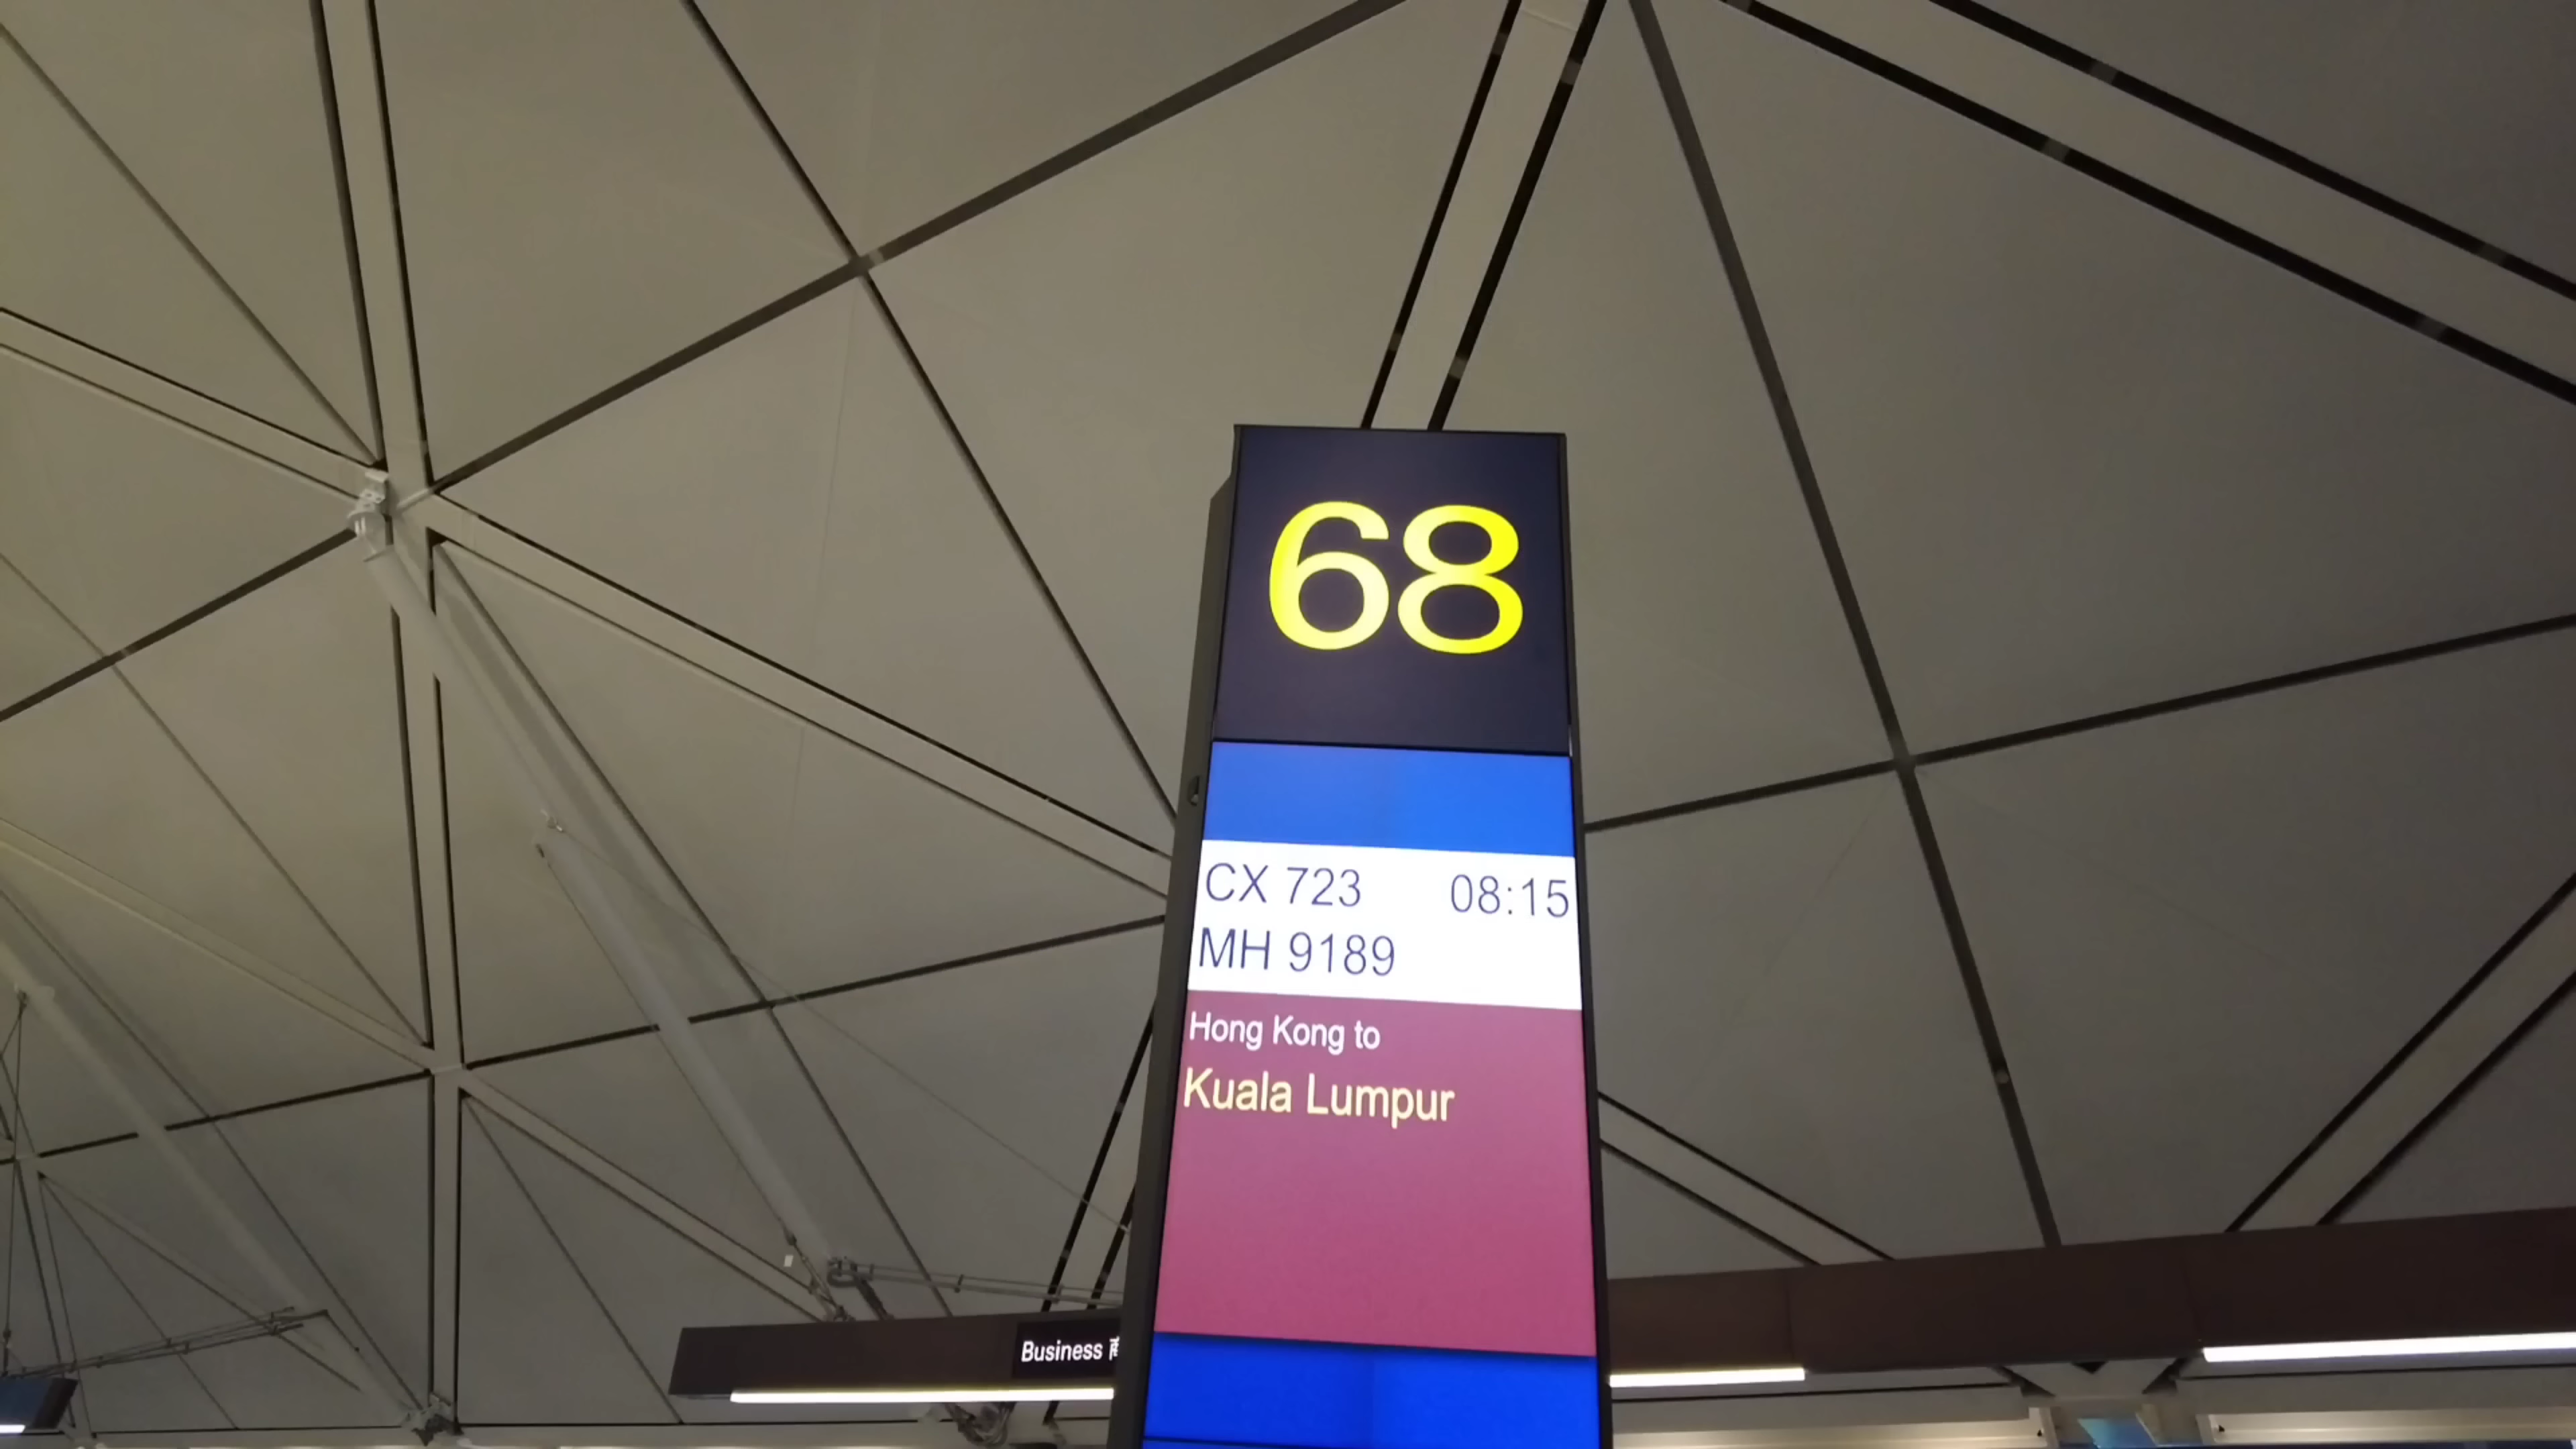 68
CX 723 08:15
MH 9189
Hong Kong to
Kuala Lumpur
Business